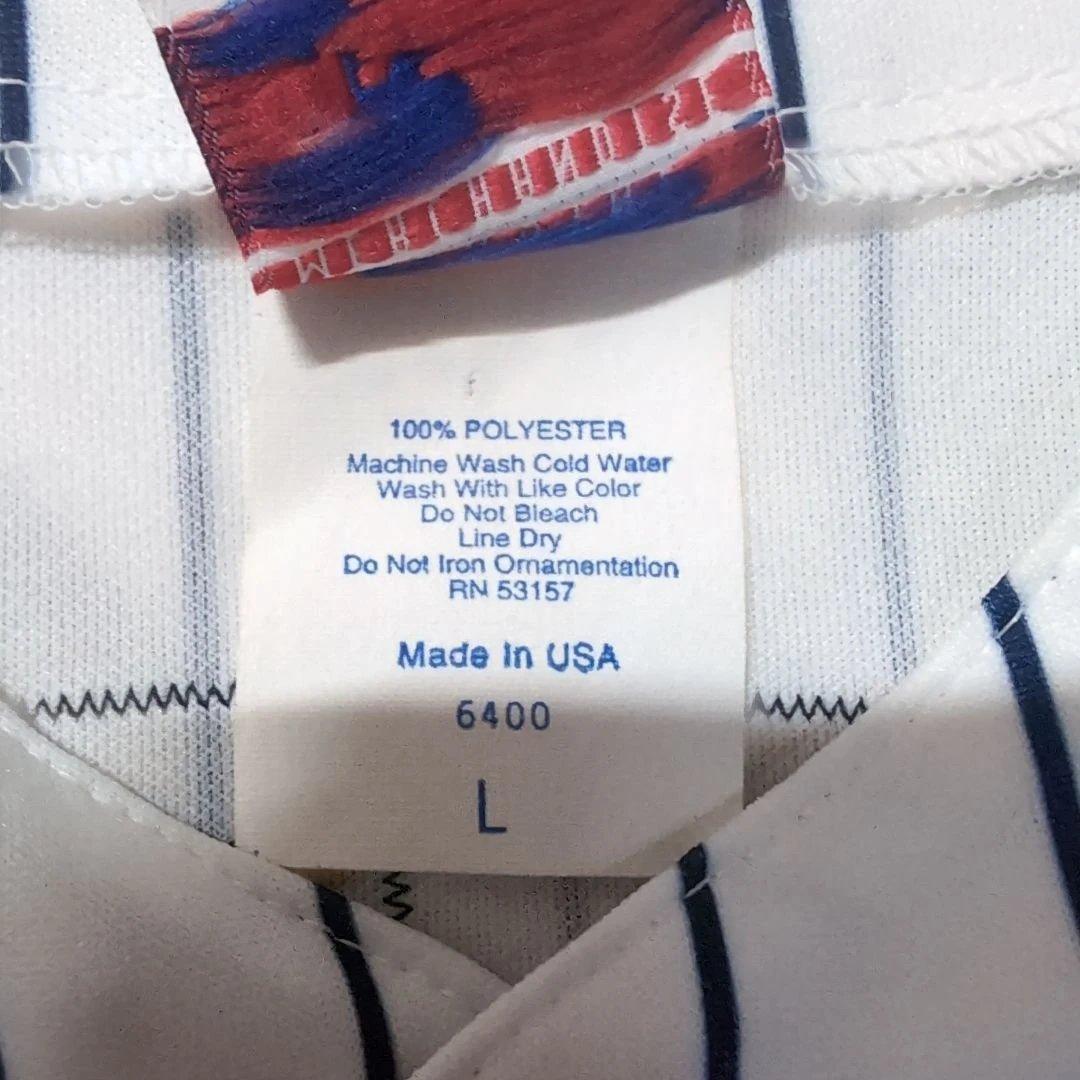 100% POLYESTER
Machine Wash Cold Water
Wash With Like Color
Do Not Bleach
Line Dry
Do Not Iron Ornamentation
RN 53157
Made In USA
6400
L